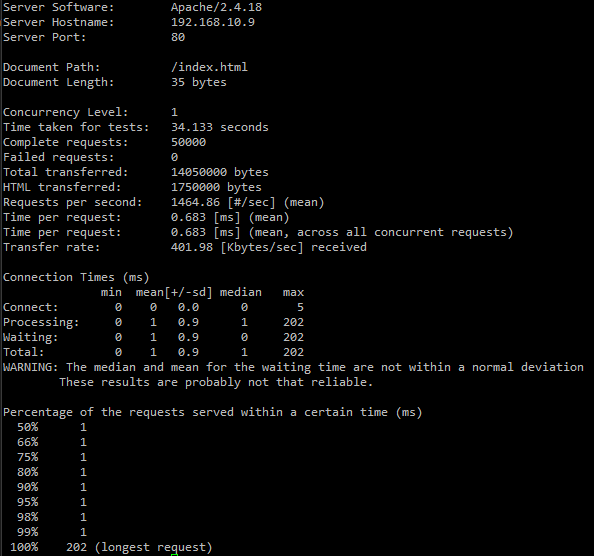 Server Software:        Apache/2.4.18
Server Hostname:        192.168.10.9
Server Port:            80

Document Path:          /index.html
Document Length:        35 bytes

Concurrency Level:      1
Time taken for tests:   34.133 seconds
Complete requests:      50000
Failed requests:        0
Total transferred:      14050000 bytes
HTML transferred:       1750000 bytes
Requests per second:    1464.86 [#/sec] (mean)
Time per request:       0.683 [ms] (mean)
Time per request:       0.683 [ms] (mean, across all concurrent requests)
Transfer rate:          401.98 [Kbytes/sec] received

Connection Times (ms)
              min  mean[+/-sd] median   max
Connect:        0    0   0.0      0       5
Processing:     0    1   0.9      1     202
Waiting:        0    1   0.9      0     202
Total:          0    1   0.9      1     202
WARNING: The median and mean for the waiting time are not within a normal deviation
        These results are probably not that reliable.

Percentage of the requests served within a certain time (ms)
  50%      1
  66%      1
  75%      1
  80%      1
  90%      1
  95%      1
  98%      1
  99%      1
 100%    202 (longest request)